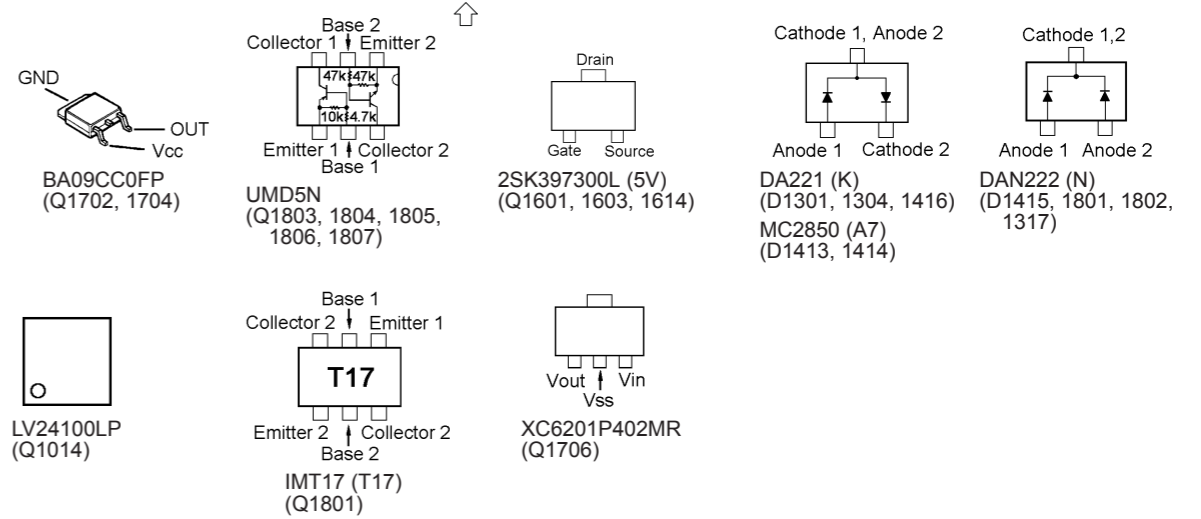 GND
OUT
Vcc
BA09CC0FP
(Q1702, 1704)
Base 2
Collector 1
Emitter 2
47k
47k
10k
4.7k
Emitter 1
Collector 2
Base 1
UMD5N
(Q1803, 1804, 1805,
1806, 1807)
Drain
Gate
Source
2SK397300L (5V)
(Q1601, 1603, 1614)
Cathode 1, Anode 2
Anode 1
Cathode 2
DA221 (K)
(D1301, 1304, 1416)
MC2850 (A7)
(D1413, 1414)
Cathode 1,2
Anode 1
Anode 2
DAN222 (N)
(D1415, 1801, 1802,
1317)
LV24100LP
(Q1014)
Base 1
Collector 2
Emitter 1
T17
Emitter 2
Collector 2
Base 2
IMT17 (T17)
(Q1801)
Vout
Vin
Vss
XC6201P402MR
(Q1706)